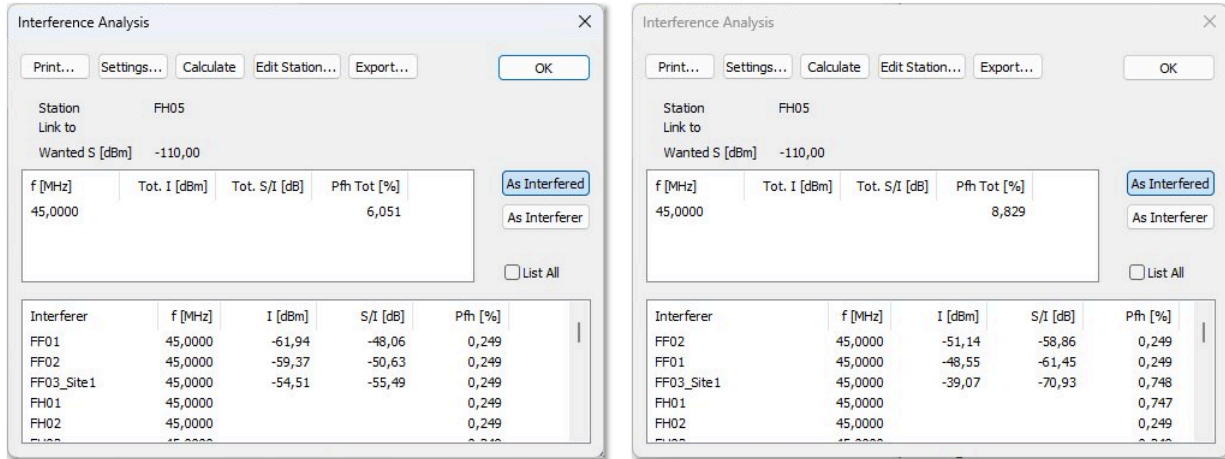 Interference Analysis
Print... Settings... Calculate Edit Station... Export... OK
Station FH05
Link to
Wanted S [dBm] -110,00
f [MHz] Tot. I [dBm] Tot. S/I [dB] Pfh Tot [%] As Interfered
45,0000 6,051
As Interferer
List All
Interferer f [MHz] I [dBm] S/I [dB] Pfh [%]
FF01 45,0000 -61,94 -48,06 0,249
FF02 45,0000 -59,37 -50,63 0,249
FF03_Site1 45,0000 -54,51 -55,49 0,249
FH01 45,0000 0,249
FH02 45,0000 0,249
Interference Analysis
Print... Settings... Calculate Edit Station... Export... OK
Station FH05
Link to
Wanted S [dBm] -110,00
f [MHz] Tot. I [dBm] Tot. S/I [dB] Pfh Tot [%] As Interfered
45,0000 8,829
As Interferer
List All
Interferer f [MHz] I [dBm] S/I [dB] Pfh [%]
FF02 45,0000 -51,14 -58,86 0,249
FF01 45,0000 -48,55 -61,45 0,249
FF03_Site1 45,0000 -39,07 -70,93 0,748
FH01 45,0000 0,747
FH02 45,0000 0,249